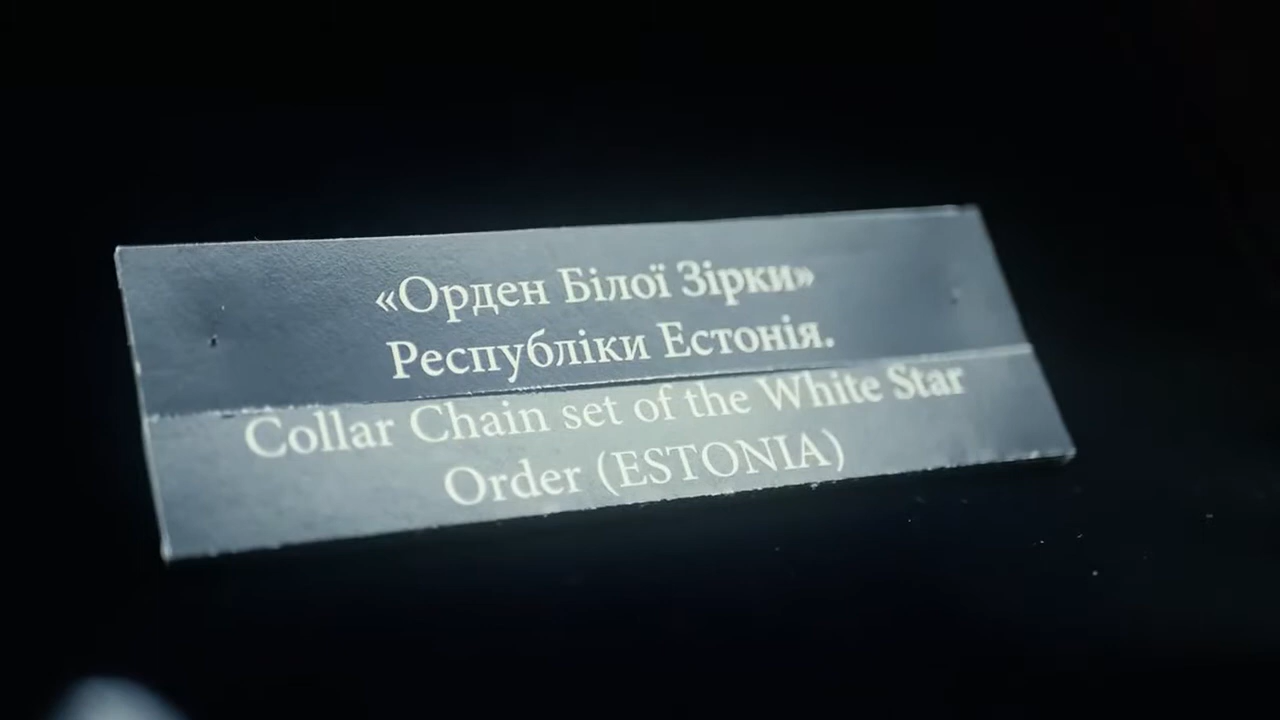 «Орден Білої Зірки»
Республіки Естонія.
Collar Chain set of the White Star
Order (ESTONIA)